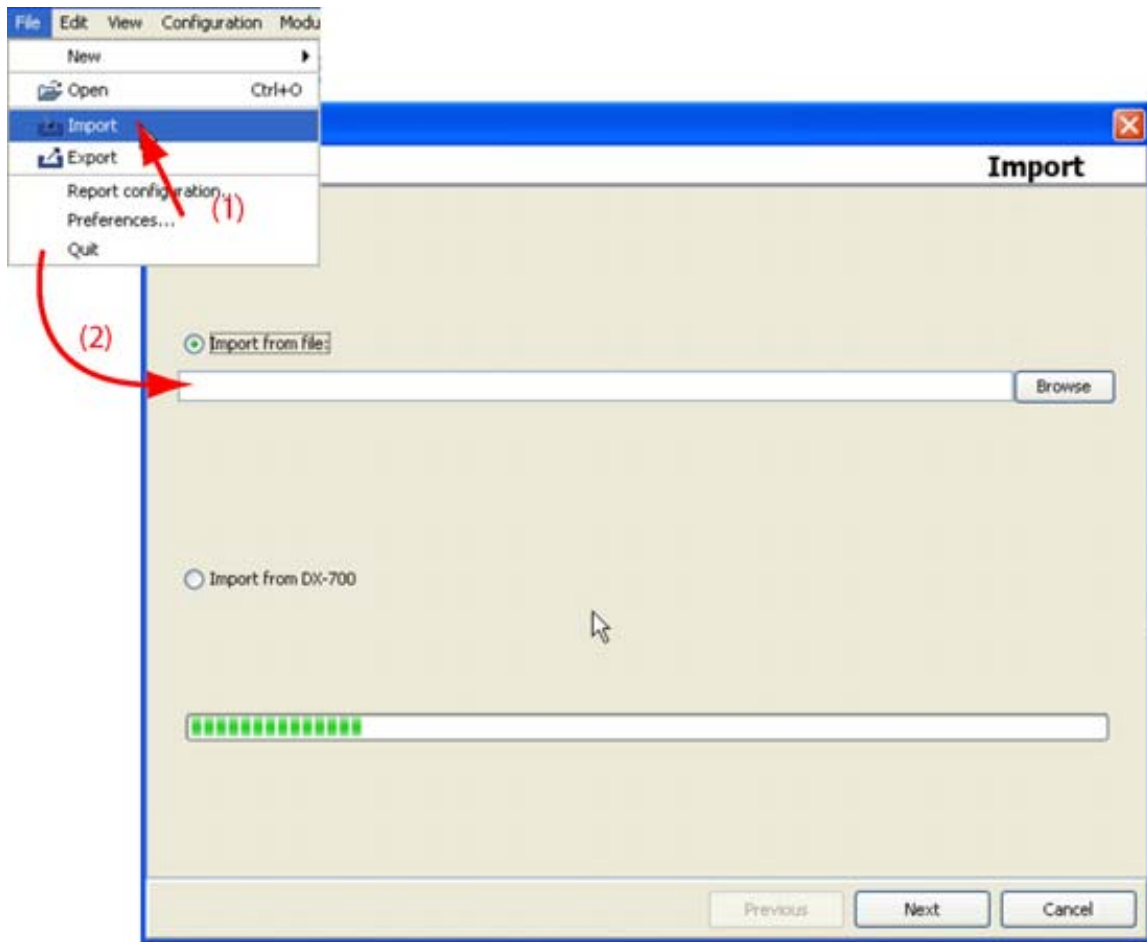 File Edit View Configuration Modu
New
Open Ctrl+O
Import
Export
Report configuration...
Preferences...
Quit
(1)
(2)
Import
Import from file:
Browse
Import from DX-700
Previous Next Cancel